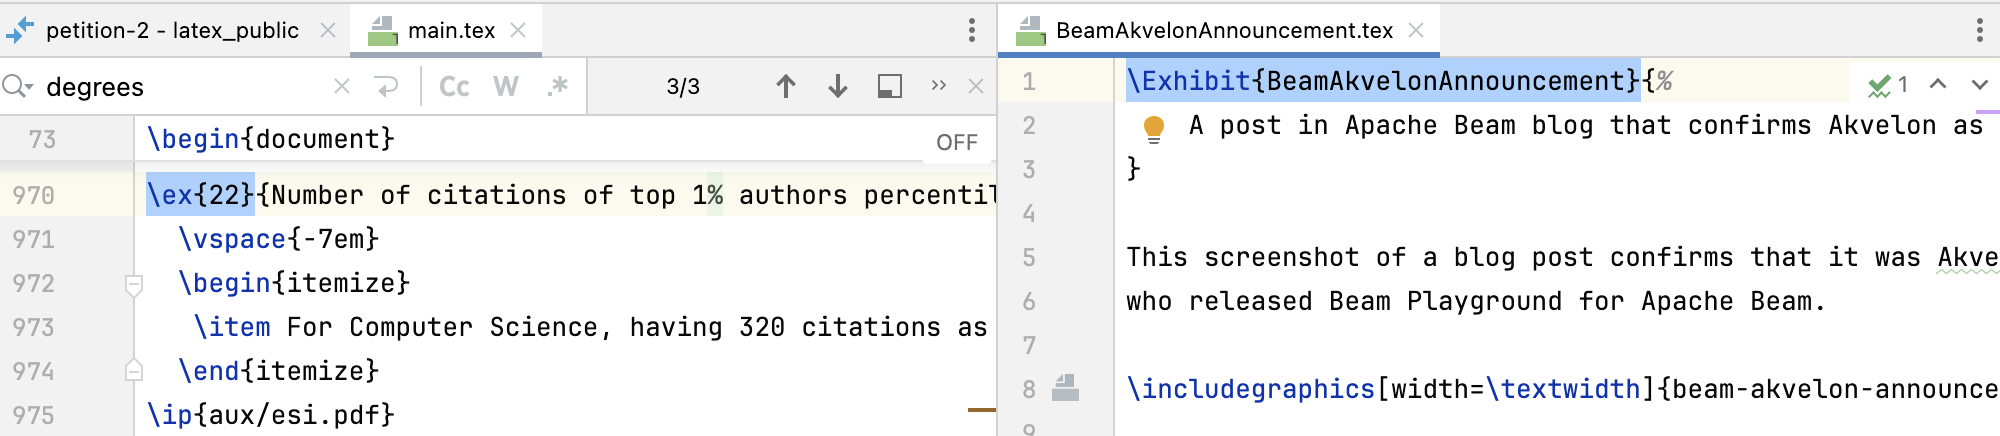 petition-2 - latex_public
main.tex
degrees
Cc W .*
3/3
73 \begin{document}
OFF
970 \ex{22}{Number of citations of top 1% authors percentil
971 \vspace{-7em}
972 \begin{itemize}
973 \item For Computer Science, having 320 citations as
974 \end{itemize}
975 \ip{aux/esi.pdf}
BeamAkvelonAnnouncement.tex
1 \Exhibit{BeamAkvelonAnnouncement}{%
1
2 A post in Apache Beam blog that confirms Akvelon as
3 }
4
5 This screenshot of a blog post confirms that it was Akve
6 who released Beam Playground for Apache Beam.
7
8 \includegraphics[width=\textwidth]{beam-akvelon-announce
9